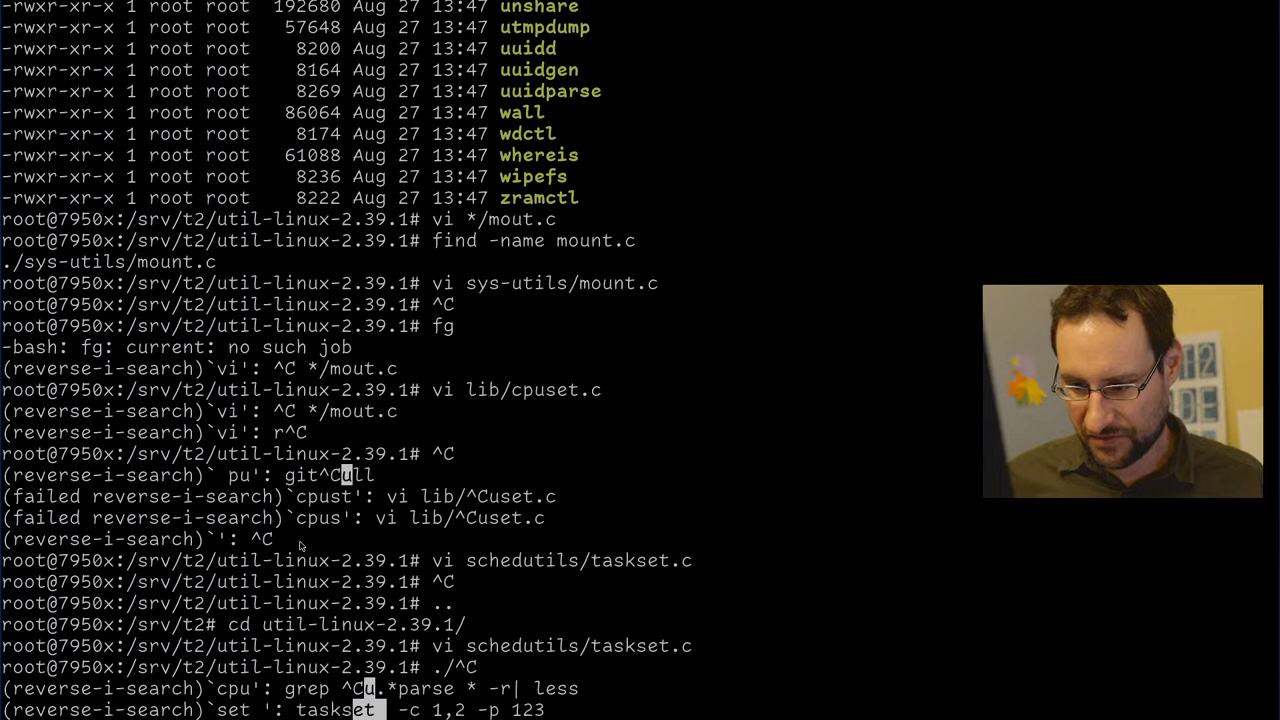 -rwxr-xr-x 1 root root  192680 Aug 27 13:47 unshare
-rwxr-xr-x 1 root root   57648 Aug 27 13:47 utmpdump
-rwxr-xr-x 1 root root    8200 Aug 27 13:47 uuidd
-rwxr-xr-x 1 root root    8164 Aug 27 13:47 uuidgen
-rwxr-xr-x 1 root root    8269 Aug 27 13:47 uuidparse
-rwxr-xr-x 1 root root   86064 Aug 27 13:47 wall
-rwxr-xr-x 1 root root    8174 Aug 27 13:47 wdctl
-rwxr-xr-x 1 root root   61088 Aug 27 13:47 whereis
-rwxr-xr-x 1 root root    8236 Aug 27 13:47 wipefs
-rwxr-xr-x 1 root root    8222 Aug 27 13:47 zramctl
root@7950x:/srv/t2/util-linux-2.39.1# vi */mout.c
root@7950x:/srv/t2/util-linux-2.39.1# find -name mount.c
./sys-utils/mount.c
root@7950x:/srv/t2/util-linux-2.39.1# vi sys-utils/mount.c
root@7950x:/srv/t2/util-linux-2.39.1# ^C
root@7950x:/srv/t2/util-linux-2.39.1# fg
-bash: fg: current: no such job
(reverse-i-search)`vi': ^C */mout.c
root@7950x:/srv/t2/util-linux-2.39.1# vi lib/cpuset.c
(reverse-i-search)`vi': ^C */mout.c
(reverse-i-search)`vi': r^C
root@7950x:/srv/t2/util-linux-2.39.1# ^C
(reverse-i-search)` pu': git^Cull
(failed reverse-i-search)`cpust': vi lib/^Cuset.c
(failed reverse-i-search)`cpus': vi lib/^Cuset.c
(reverse-i-search)`': ^C
root@7950x:/srv/t2/util-linux-2.39.1# vi schedutils/taskset.c
root@7950x:/srv/t2/util-linux-2.39.1# ^C
root@7950x:/srv/t2/util-linux-2.39.1# ..
root@7950x:/srv/t2# cd util-linux-2.39.1/
root@7950x:/srv/t2/util-linux-2.39.1# vi schedutils/taskset.c
root@7950x:/srv/t2/util-linux-2.39.1# ./^C
(reverse-i-search)`cpu': grep ^Cu.*parse * -r| less
(reverse-i-search)`set ': taskset  -c 1,2 -p 123